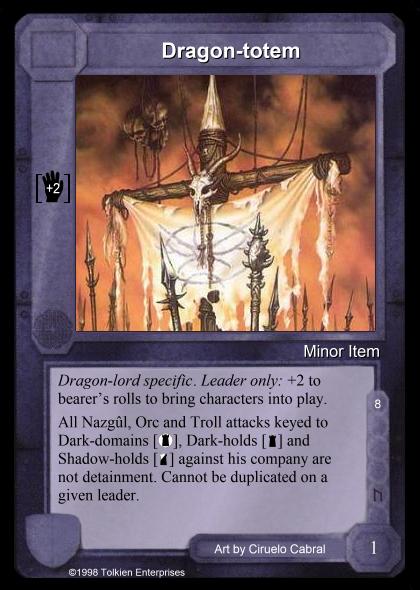 Dragon-totem
[+2]
Minor Item
Dragon-lord specific. Leader only: +2 to
bearer's rolls to bring characters into play.
All Nazgûl, Orc and Troll attacks keyed to
Dark-domains [ ], Dark-holds [ ] and
Shadow-holds [ ] against his company are
not detainment. Cannot be duplicated on a
given leader.
8
Art by Ciruelo Cabral
1
©1998 Tolkien Enterprises